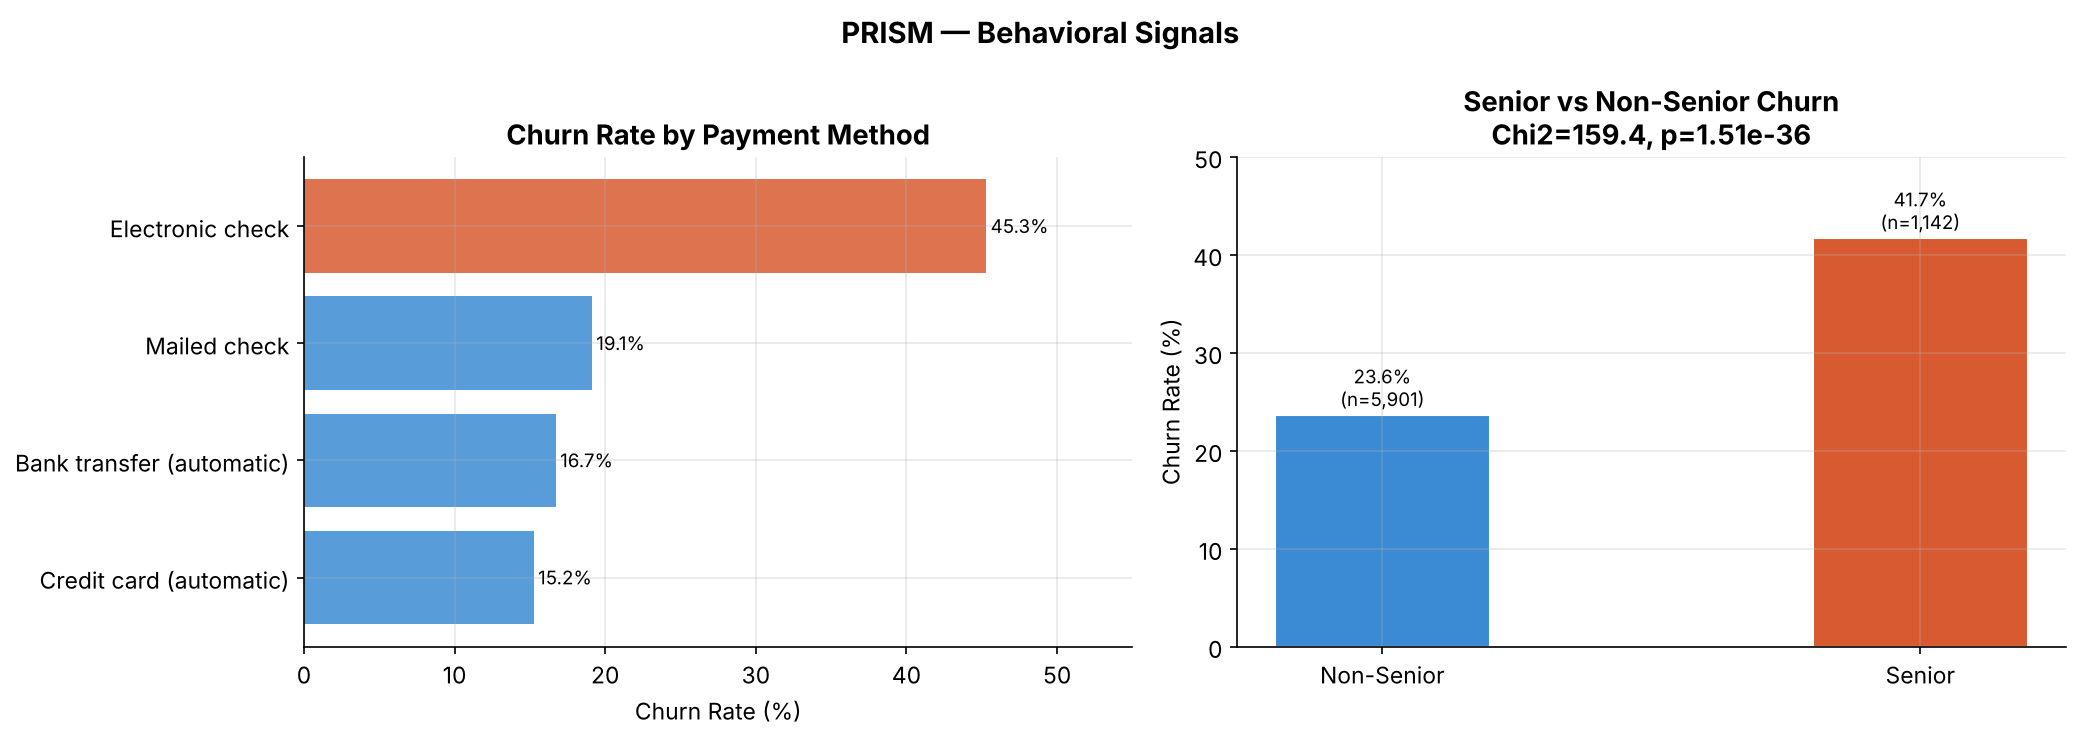 PRISM — Behavioral Signals
Churn Rate by Payment Method
Electronic check
45.3%
Mailed check
19.1%
Bank transfer (automatic)
16.7%
Credit card (automatic)
15.2%
0 10 20 30 40 50
Churn Rate (%)
Senior vs Non-Senior Churn
Chi2=159.4, p=1.51e-36
Churn Rate (%)
50
40
30
20
10
0
23.6%
(n=5,901)
41.7%
(n=1,142)
Non-Senior Senior